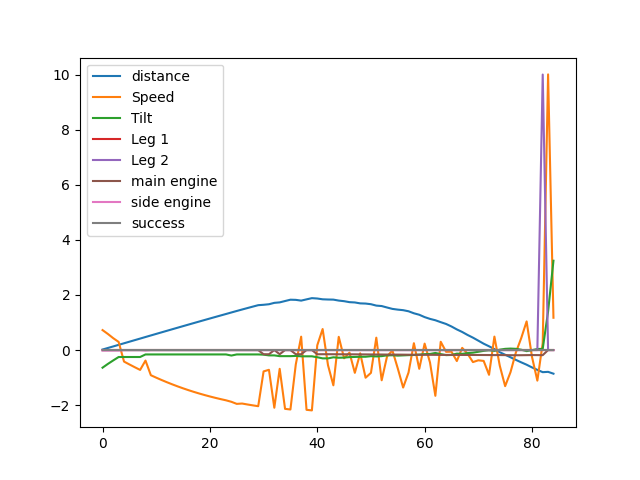 10
8
6
4
2
0
−2
distance
Speed
Tilt
Leg 1
Leg 2
main engine
side engine
success
0
20
40
60
80